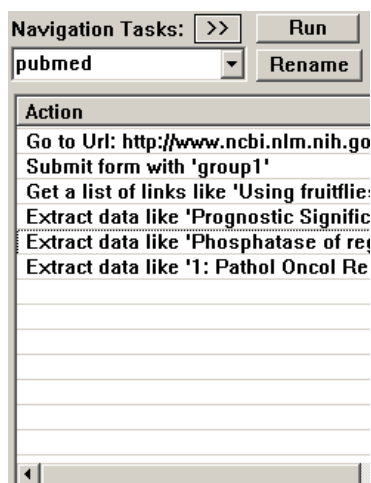 Navigation Tasks: >> Run
pubmed Rename
Action
Go to Url: http://www.ncbi.nlm.nih.go
Submit form with 'group1'
Get a list of links like 'Using fruitflies
Extract data like 'Prognostic Signific
Extract data like 'Phosphatase of reg
Extract data like '1: Pathol Oncol Re